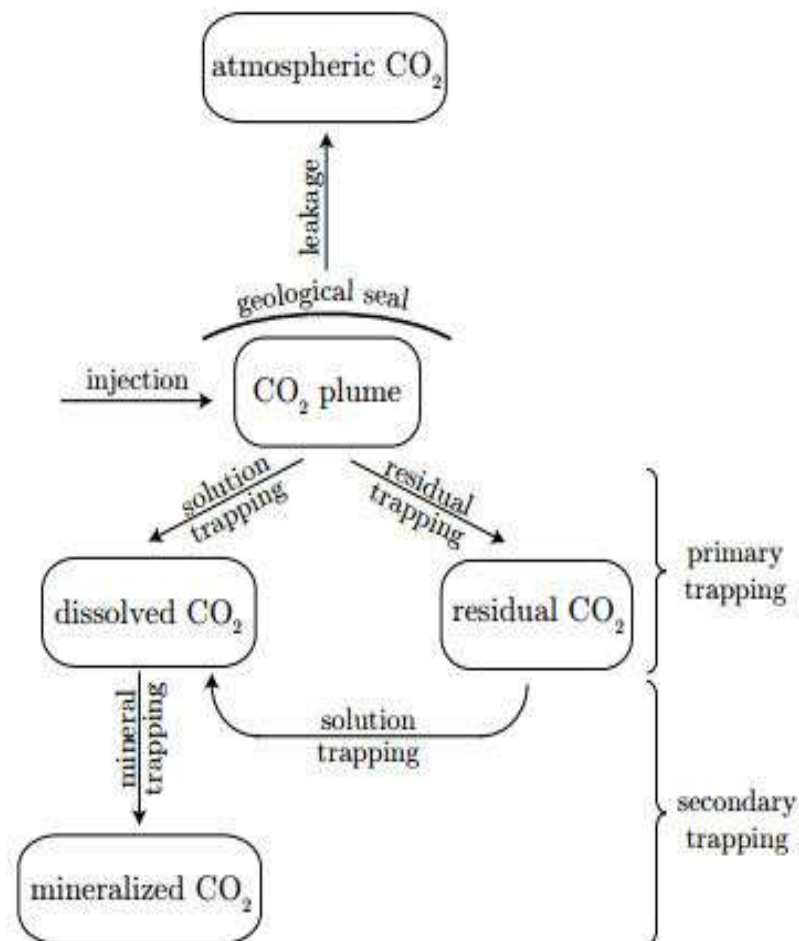 atmospheric CO₂
leakage
geological seal
injection
CO₂ plume
solution
trapping
residual
trapping
primary
trapping
dissolved CO₂
residual CO₂
mineral
trapping
solution
trapping
secondary
trapping
mineralized CO₂